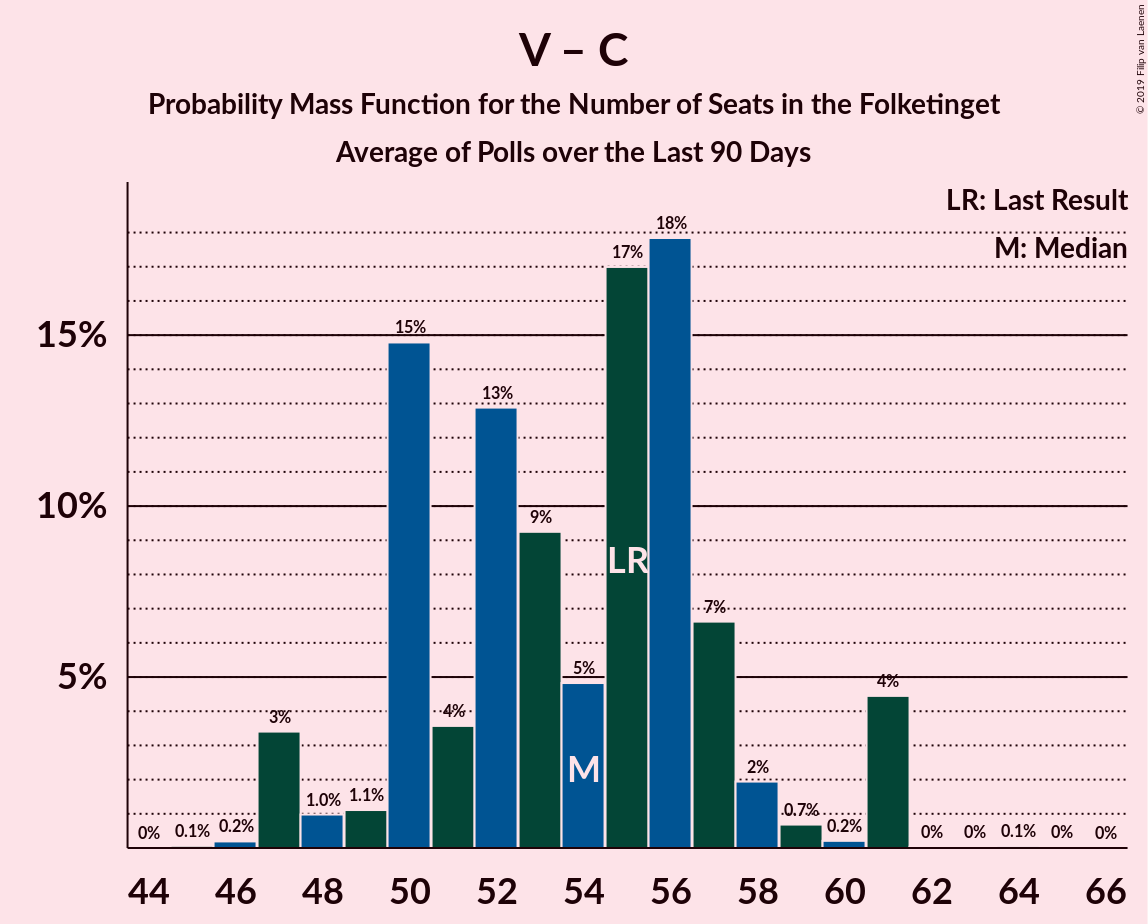 V – C
Probability Mass Function for the Number of Seats in the Folketinget
Average of Polls over the Last 90 Days
© 2019 Filip van Laenen
LR: Last Result
M: Median
15%
10%
5%
0%
0.1%
0.2%
3%
1.0%
1.1%
15%
4%
13%
9%
5%
17%
18%
7%
2%
0.7%
0.2%
4%
0%
0%
0.1%
0%
0%
LR
M
44 46 48 50 52 54 56 58 60 62 64 66